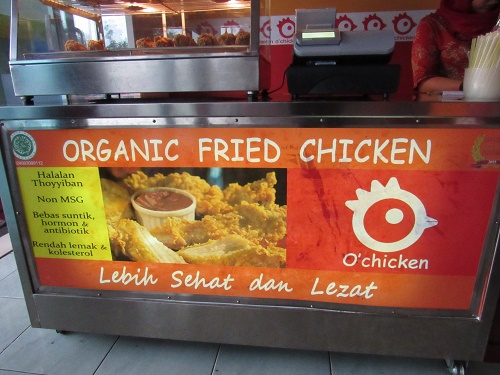 o'chicken
ORGANIC FRIED CHICKEN
Halalan
Thoyyiban
Non MSG
Bebas suntik,
hormon &
antibiotik
Rendah lemak &
kolesterol
O'chicken
Lebih Sehat dan Lezat